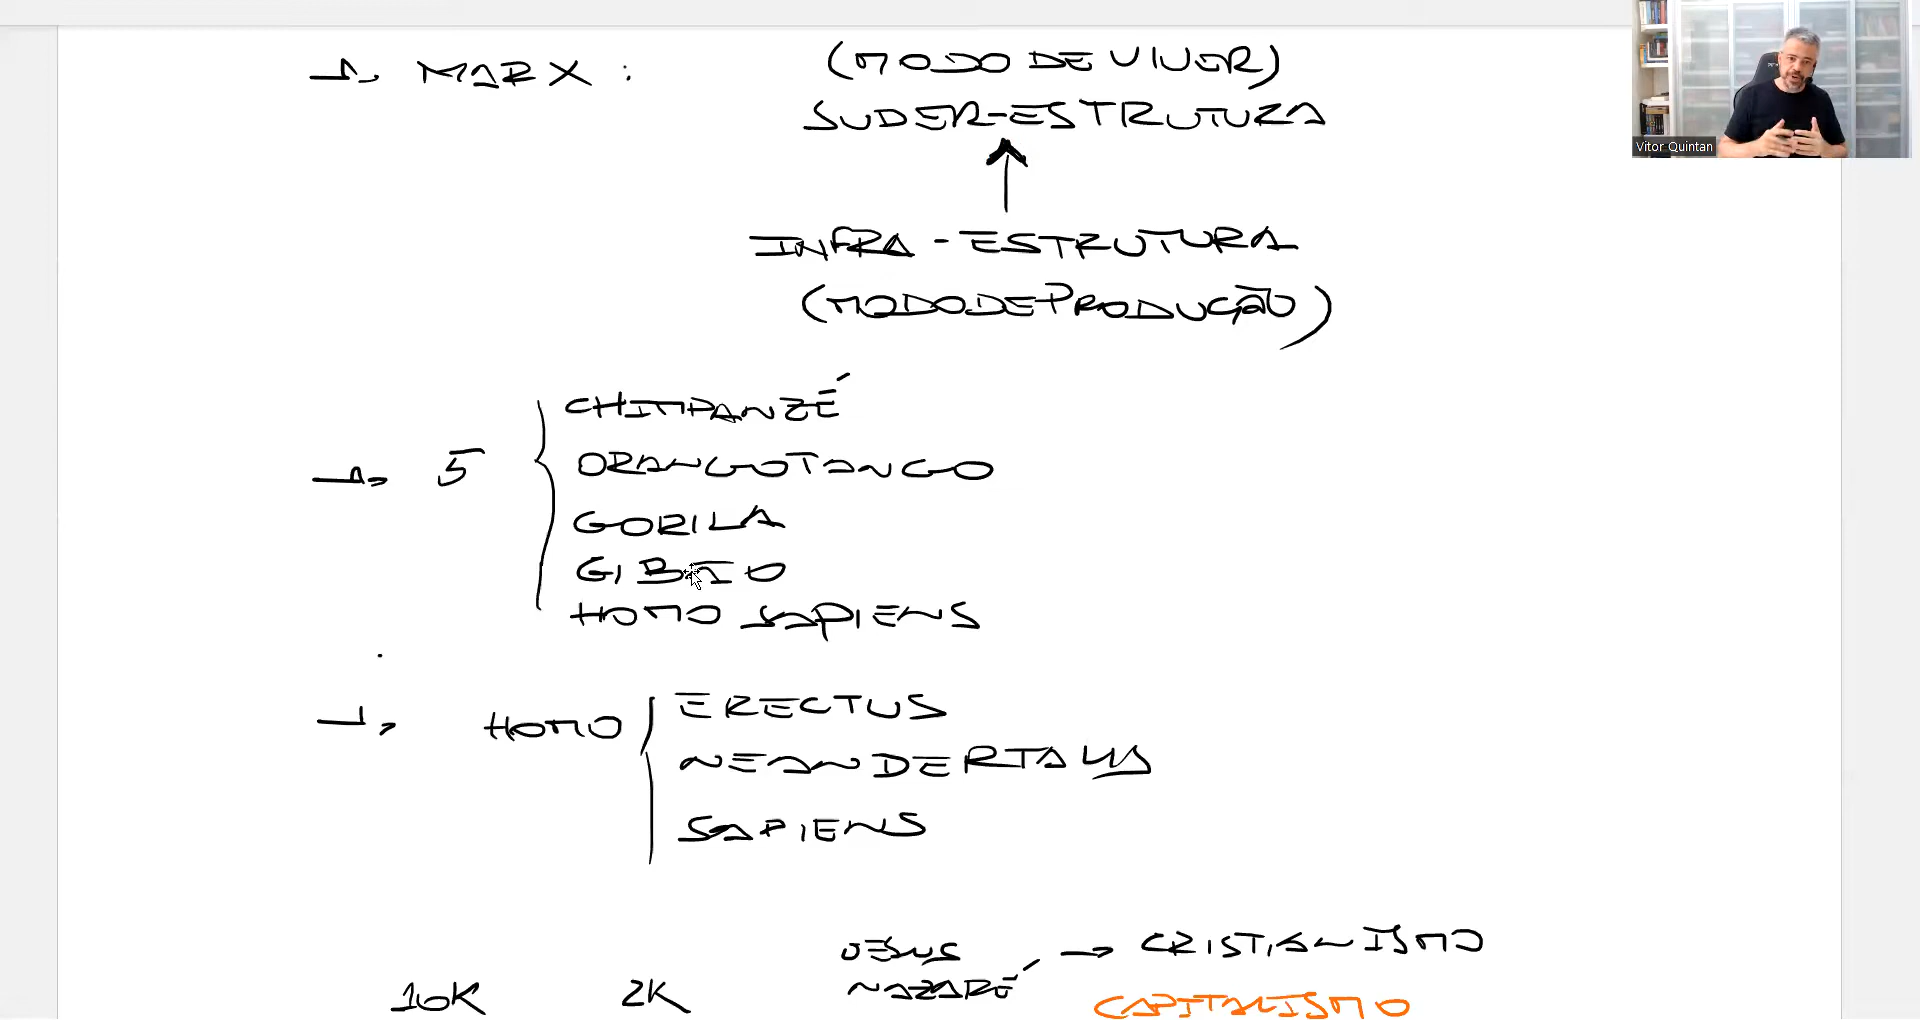 → MARX :
(MODO DE VIVER)
SUPER-ESTRUTURA
↑
INFRA-ESTRUTURA
(MODO DE PRODUÇÃO)
→ 5 { CHIMPANZÉ
ORANGOTANGO
GORILA
GIBÃO
HOMO SAPIENS
→ HOMO { ERECTUS
NEANDERTALIS
SAPIENS
JESUS → CRISTIANISMO
10K 2K NAZARÉ
CAPITALISMO
Vitor Quintan